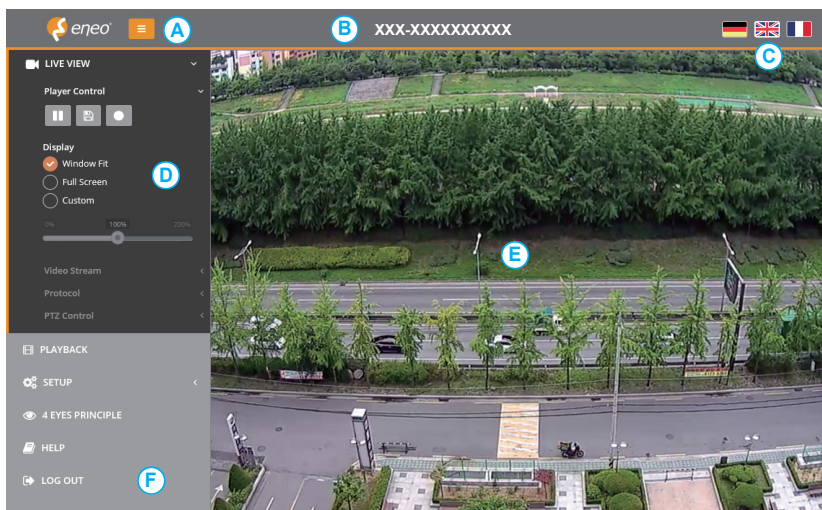 eneo
A
B
XXX-XXXXXXXXXX
C
LIVE VIEW
Player Control
Display
Window Fit
D
Full Screen
Custom
0%
100%
200%
E
Video Stream
Protocol
PTZ Control
PLAYBACK
SETUP
4 EYES PRINCIPLE
HELP
LOG OUT
F